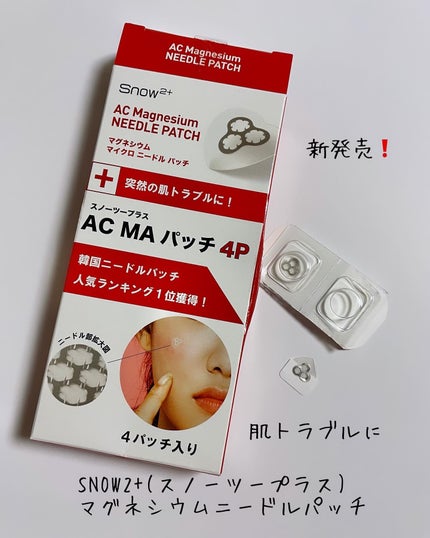 AC Magnesium
NEEDLE PATCH
Snow2+
AC Magnesium
NEEDLE PATCH
マグネシウム
マイクロ ニードル パッチ
新発売❗
突然の肌トラブルに！
スノーツープラス
AC MA パッチ 4P
韓国ニードルパッチ
人気ランキング1位獲得！
ニードル部拡大図
4パッチ入り
肌トラブルに
SNOW2+(スノーツープラス)
マグネシウムニードルパッチ